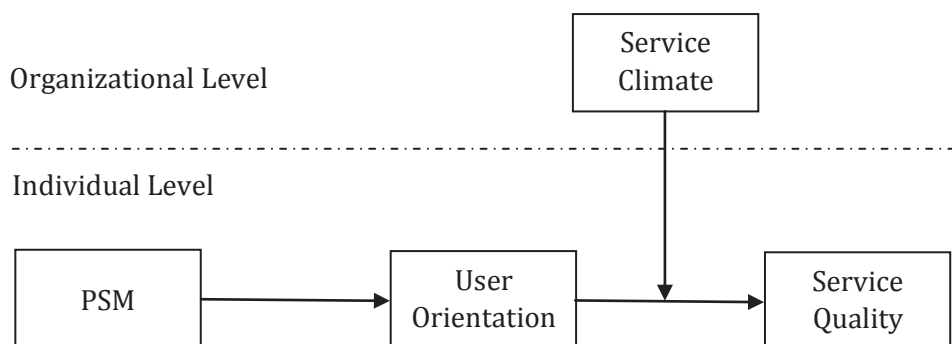 Service
Climate
Organizational Level
Individual Level
PSM
User
Orientation
Service
Quality